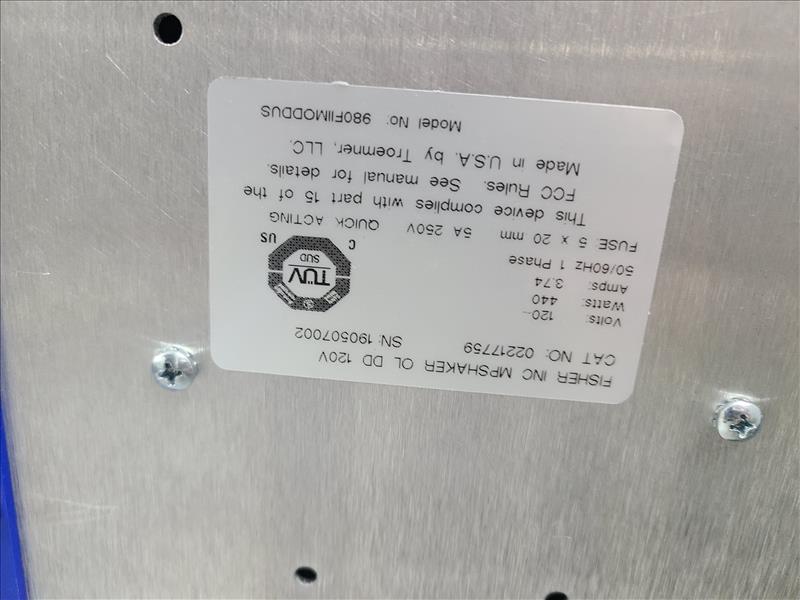 FISHER INC MPSHAKER OL DD 120V
CAT NO: 02217759
SN: 190507002
Volts: 120~
Watts: 440
Amps: 3.74
50/60Hz 1 Phase
FUSE: 5 x 20 mm 5A 250V QUICK ACTING
This device complies with part 15 of the
FCC Rules. See manual for details.
Made in U.S.A. by Troemner, LLC.
Model No: 980FIIMODDUS
TÜV
SUD
C US